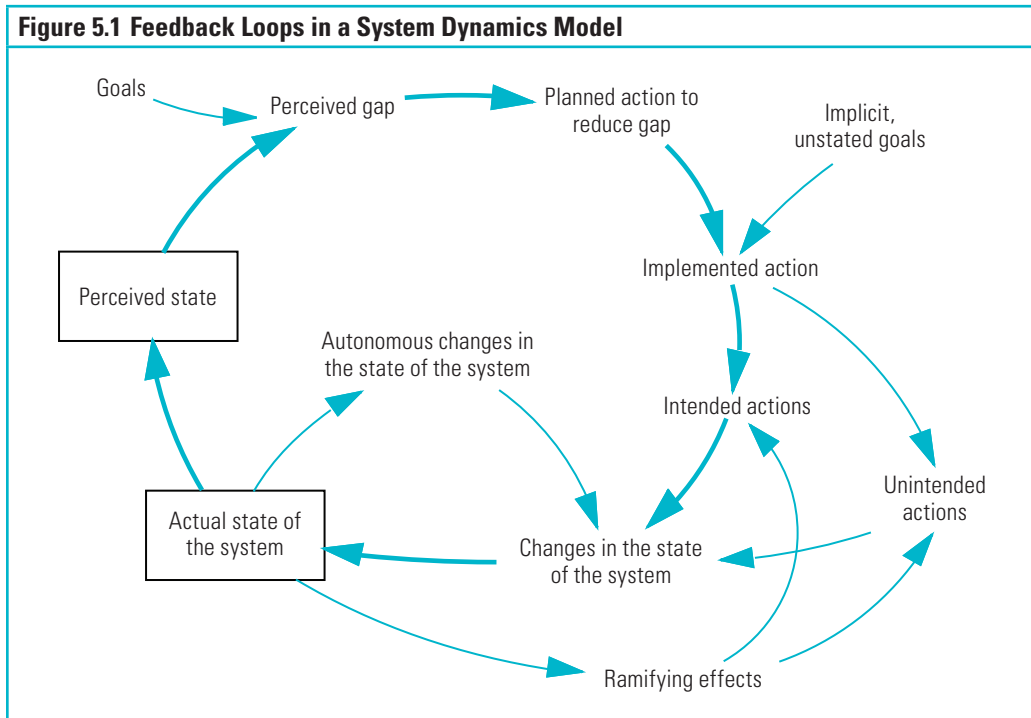 Figure 5.1 Feedback Loops in a System Dynamics Model
Goals
Perceived gap
Planned action to
reduce gap
Implicit,
unstated goals
Implemented action
Perceived state
Autonomous changes in
the state of the system
Intended actions
Unintended
actions
Actual state of
the system
Changes in the state
of the system
Ramifying effects